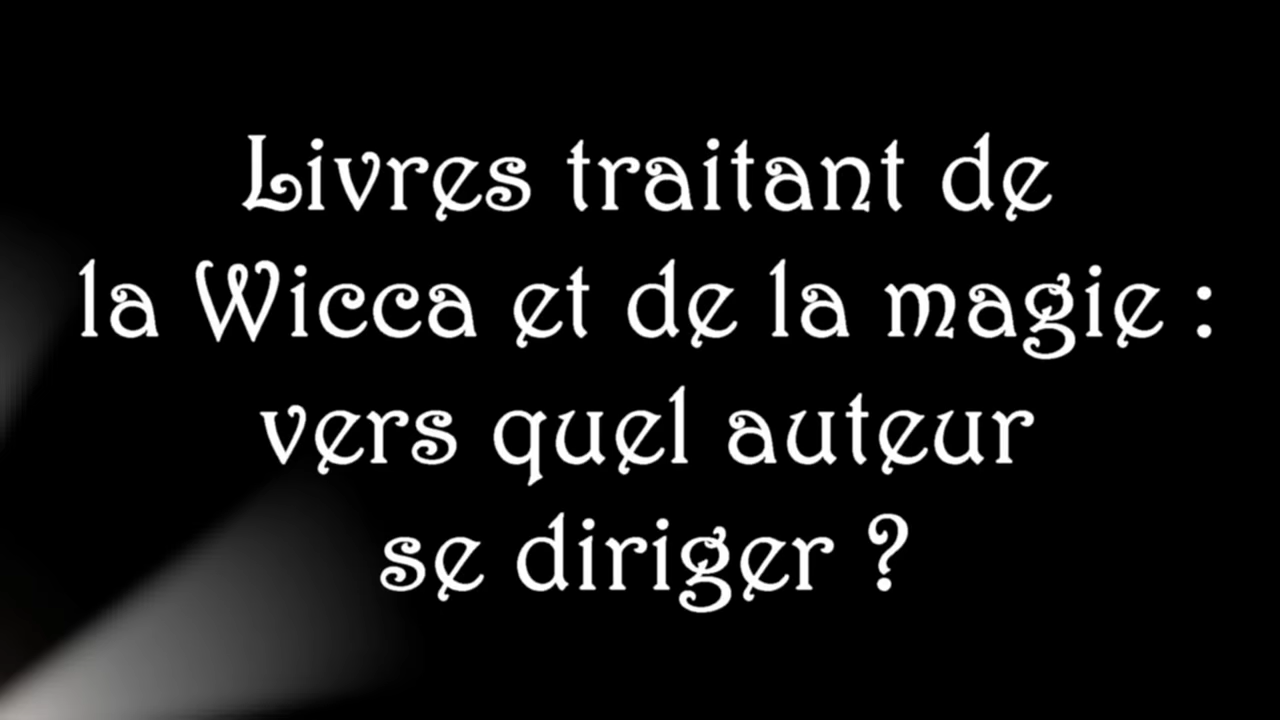 Livres traitant de
la Wicca et de la magie :
vers quel auteur
se diriger ?